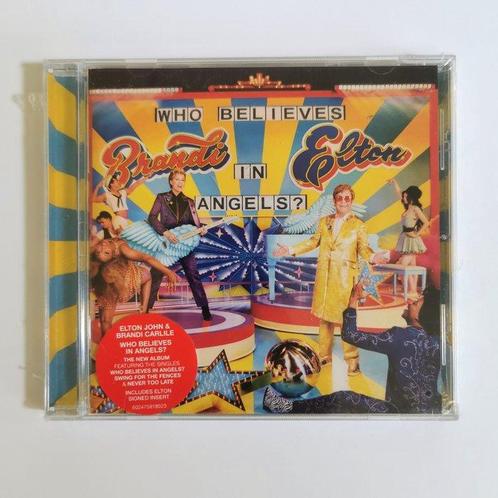 WHO BELIEVES
Brandi
IN
Elton
ANGELS?
ELTON JOHN &
BRANDI CARLILE
WHO BELIEVES
IN ANGELS?
THE NEW ALBUM
FEATURING THE SINGLES
WHO BELIEVES IN ANGELS?
SWING FOR THE FENCES
& NEVER TOO LATE
INCLUDES ELTON
SIGNED INSERT
602475818023